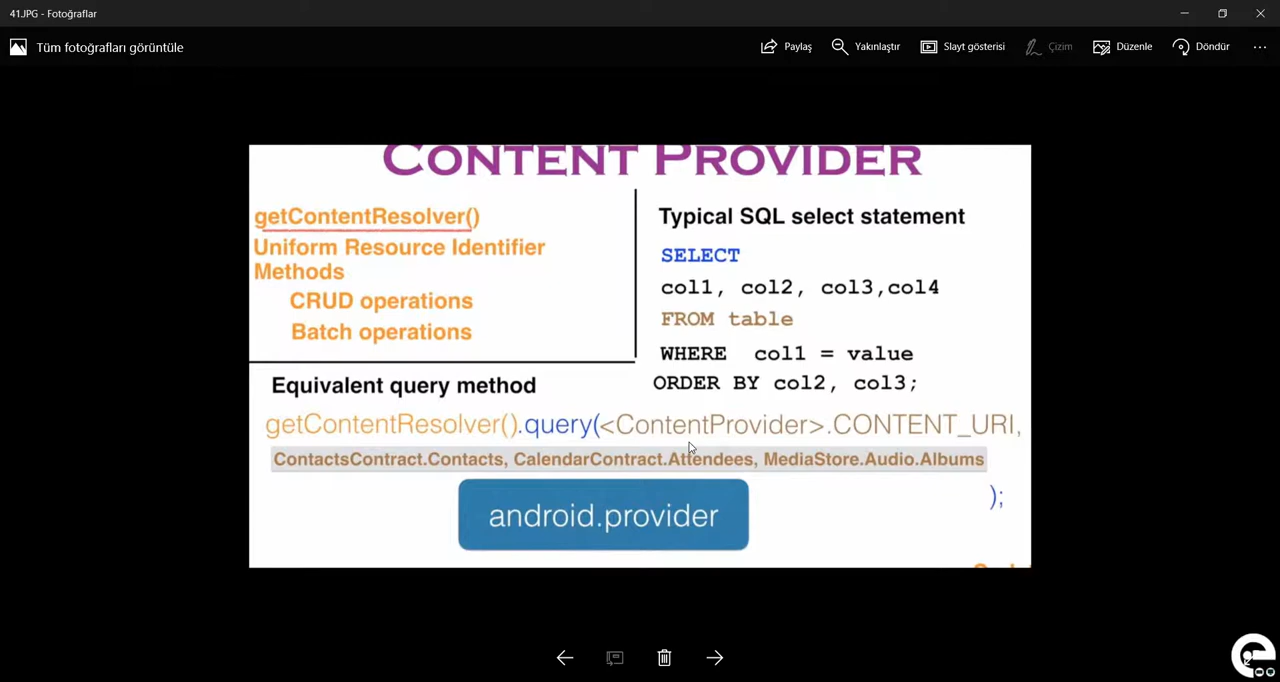 41.JPG - Fotoğraflar
Tüm fotoğrafları görüntüle
Paylaş
Yakınlaştır
Slayt gösterisi
Çizim
Düzenle
Döndür
CONTENT PROVIDER
getContentResolver()
Uniform Resource Identifier
Methods
CRUD operations
Batch operations
Typical SQL select statement
SELECT
col1, col2, col3,col4
FROM table
WHERE col1 = value
ORDER BY col2, col3;
Equivalent query method
getContentResolver().query(<ContentProvider>.CONTENT_URI,
ContactsContract.Contacts, CalendarContract.Attendees, MediaStore.Audio.Albums
);
android.provider